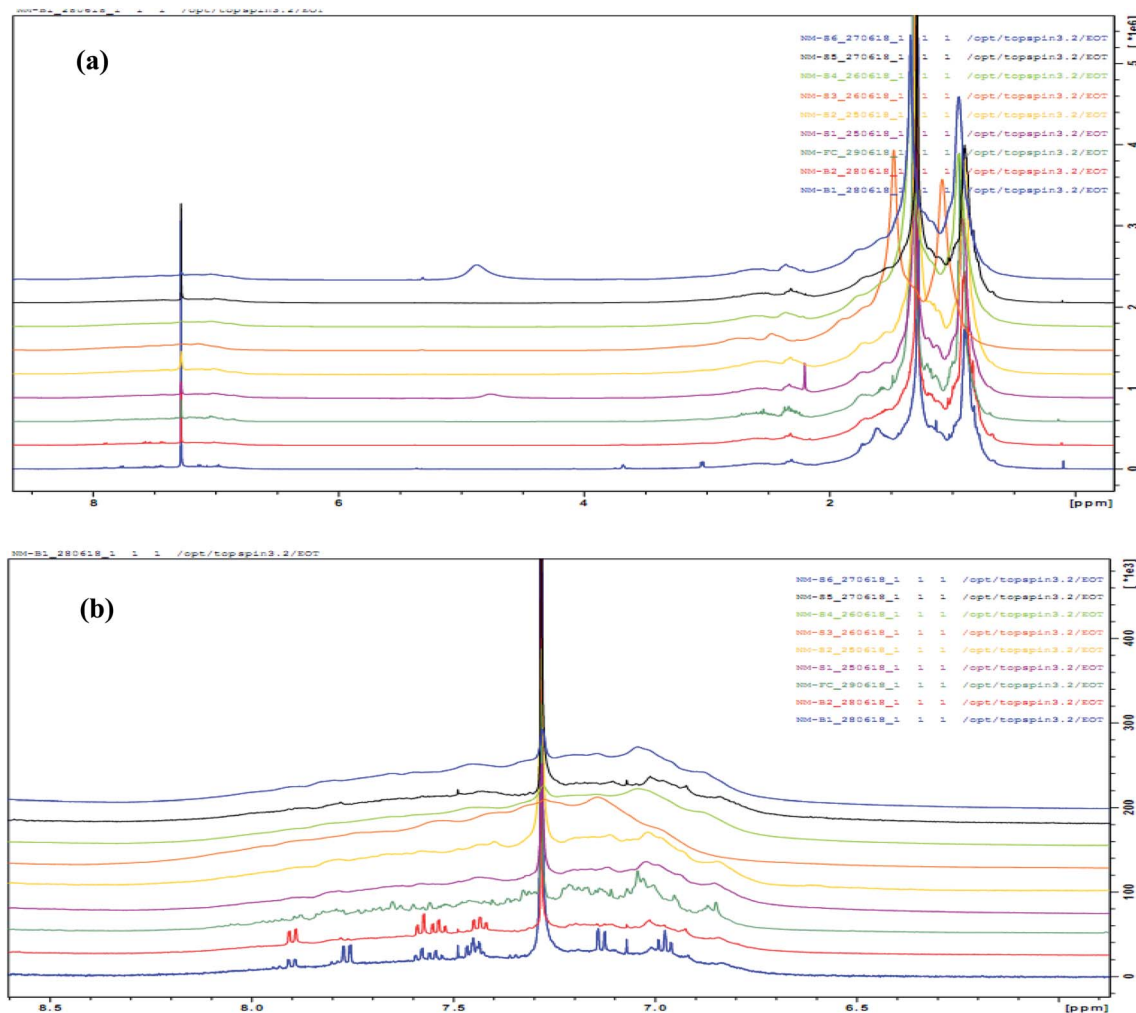 NM-B1_280618_1 1 1 /opt/topspin3.2/EOT
(a)
[ *1e6]
NM-S6_270618_1 1 1 /opt/topspin3.2/EOT
NM-S5_270618_1 1 1 /opt/topspin3.2/EOT
NM-S4_260618_1 1 1 /opt/topspin3.2/EOT
NM-S3_260618_1 1 1 /opt/topspin3.2/EOT
NM-S2_250618_1 1 1 /opt/topspin3.2/EOT
NM-S1_250618_1 1 1 /opt/topspin3.2/EOT
NM-FC_290618_1 1 1 /opt/topspin3.2/EOT
NM-B2_280618_1 1 1 /opt/topspin3.2/EOT
NM-B1_280618_1 1 1 /opt/topspin3.2/EOT
5
4
3
2
1
0
8 6 4 2 [ppm]
NM-B1_280618_1 1 1 /opt/topspin3.2/EOT
(b)
[ *1e3]
NM-S6_270618_1 1 1 /opt/topspin3.2/EOT
NM-S5_270618_1 1 1 /opt/topspin3.2/EOT
NM-S4_260618_1 1 1 /opt/topspin3.2/EOT
NM-S3_260618_1 1 1 /opt/topspin3.2/EOT
NM-S2_250618_1 1 1 /opt/topspin3.2/EOT
NM-S1_250618_1 1 1 /opt/topspin3.2/EOT
NM-FC_290618_1 1 1 /opt/topspin3.2/EOT
NM-B2_280618_1 1 1 /opt/topspin3.2/EOT
NM-B1_280618_1 1 1 /opt/topspin3.2/EOT
400
300
200
100
0
8.5 8.0 7.5 7.0 6.5 [ppm]